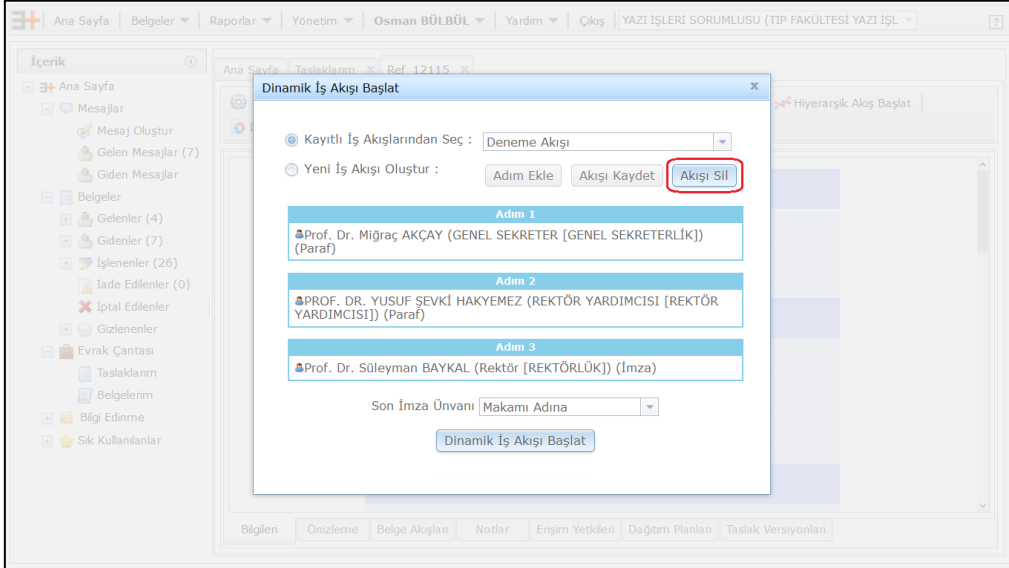 Ana Sayfa Belgeler Raporlar Yönetim Osman BÜLBÜL Yardım Çıkış YAZI İŞLERİ SORUMLUSU (TIP FAKÜLTESİ YAZI İŞL
İçerik
Ana Sayfa Taslaklarım Ref_12115
Ana Sayfa
Dinamik İş Akışı Başlat
Mesajlar
Hiyerarşik Akış Başlat
Mesaj Oluştur
Kayıtlı İş Akışlarından Seç : Deneme Akışı
Gelen Mesajlar (7)
Yeni İş Akışı Oluştur : Adım Ekle Akışı Kaydet Akışı Sil
Giden Mesajlar
Belgeler
Adım 1
Gelenler (4)
Prof. Dr. Miğraç AKÇAY (GENEL SEKRETER [GENEL SEKRETERLİK])
(Paraf)
Gidenler (7)
İşlenenler (26)
Adım 2
İade Edilenler (0)
PROF. DR. YUSUF ŞEVKİ HAKYEMEZ (REKTÖR YARDIMCISI [REKTÖR
YARDIMCISI]) (Paraf)
İptal Edilenler
Gizlenenler
Adım 3
Evrak Çantası
Prof. Dr. Süleyman BAYKAL (Rektör [REKTÖRLÜK]) (İmza)
Taslaklarım
Belgelerim
Son İmza Ünvanı Makamı Adına
Bilgi Edinme
Sık Kullanılanlar
Dinamik İş Akışı Başlat
Bilgileri Önizleme Belge Akışları Notlar Erişim Yetkileri Dağıtım Planları Taslak Versiyonları